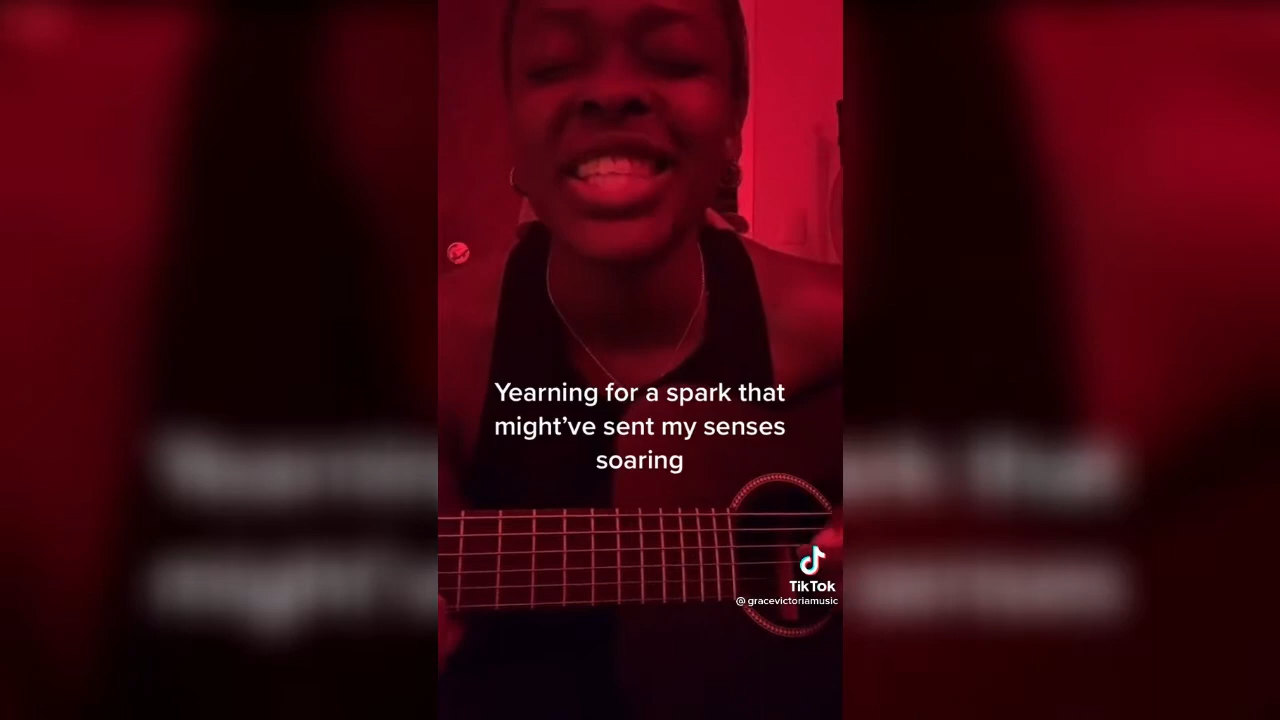 Yearning for a spark that
might've sent my senses
soaring
TikTok
@gracevictoriamusic